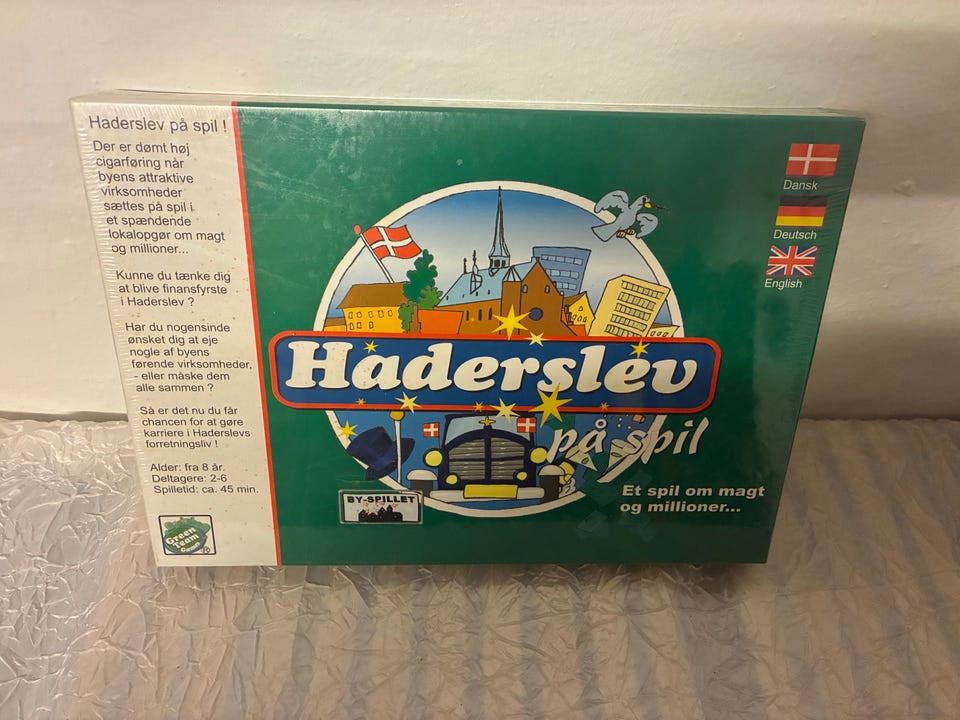 Haderslev på spil !
Der er dømt høj
cigarføring når
byens attraktive
virksomheder
sættes på spil i
et spændende
lokalopgør om magt
og millioner...
Kunne du tænke dig
at blive finansfyrste
i Haderslev ?
Har du nogensinde
ønsket dig at eje
nogle af byens
førende virksomheder,
- eller måske dem
alle sammen ?
Så er det nu du får
chancen for at gøre
karriere i Haderslevs
forretningsliv !
Alder: fra 8 år.
Deltagere: 2-6
Spilletid: ca. 45 min.
Green
Team
Games
Haderslev
på spil
BY-SPILLET
Et spil om magt
og millioner...
Dansk
Deutsch
English